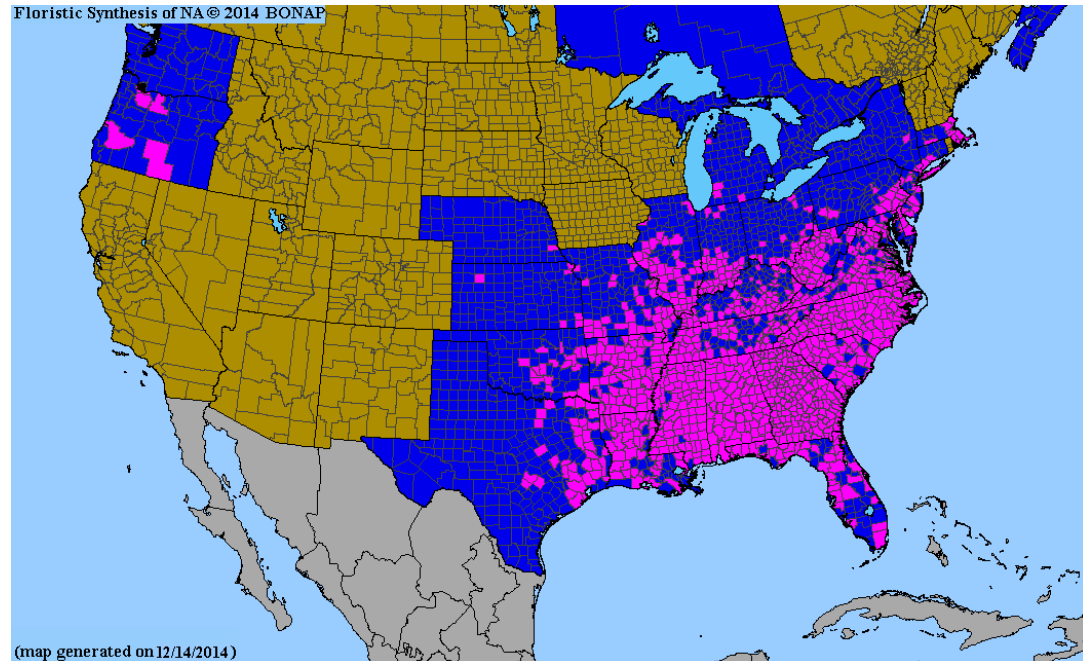 Floristic Synthesis of NA © 2014 BONAP
(map generated on 12/14/2014)